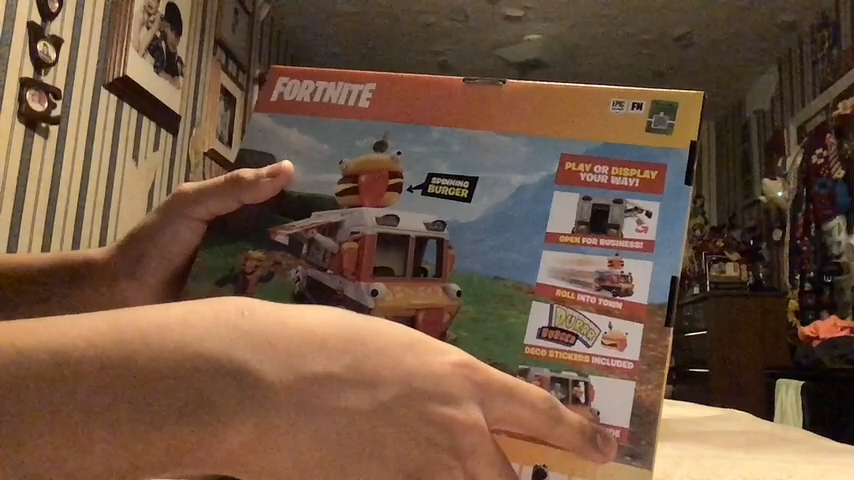 FORTNITE
EPIC
GAMES
FN
SPINNING
BURGER
PLAY OR DISPLAY
YOUR WAY!
OPEN FOR BUSINESS!
ROLL INTO TOWN
DURRR
BURGER
DECO STICKERS INCLUDED